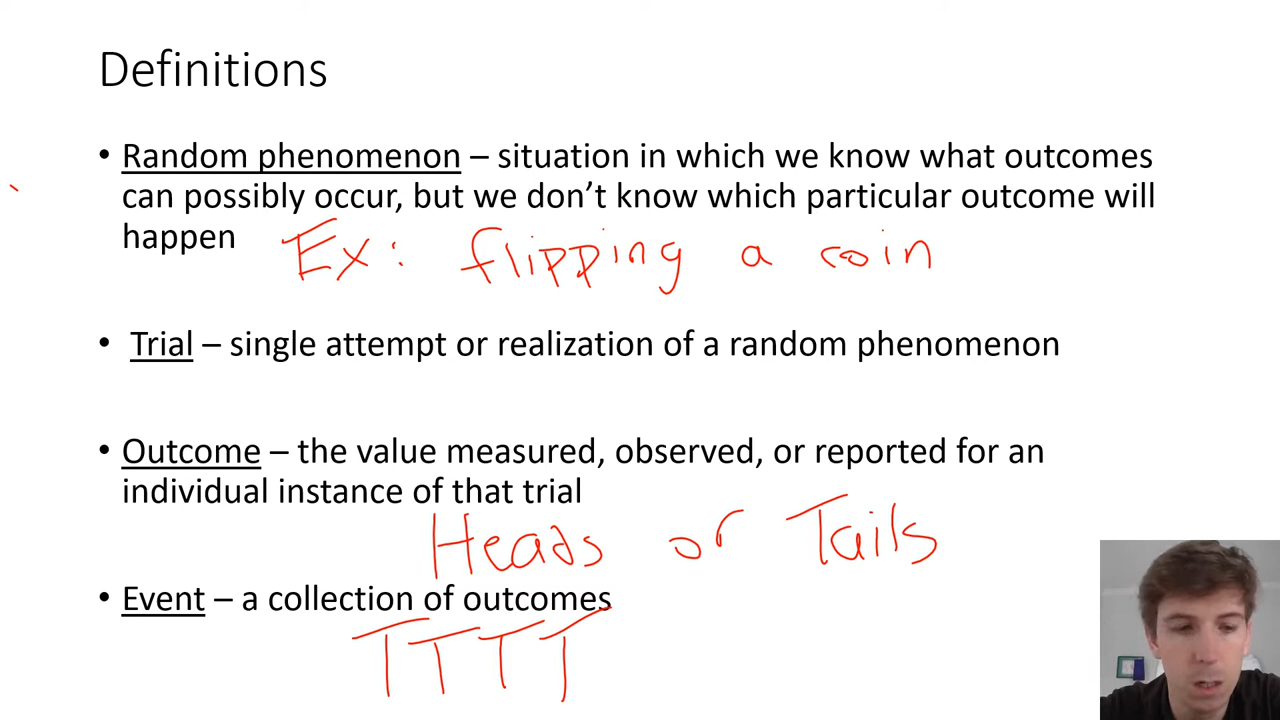 Definitions
• Random phenomenon – situation in which we know what outcomes
can possibly occur, but we don’t know which particular outcome will
happen
Ex: flipping a coin
• Trial – single attempt or realization of a random phenomenon
• Outcome – the value measured, observed, or reported for an
individual instance of that trial
Heads or Tails
• Event – a collection of outcomes
TTTT